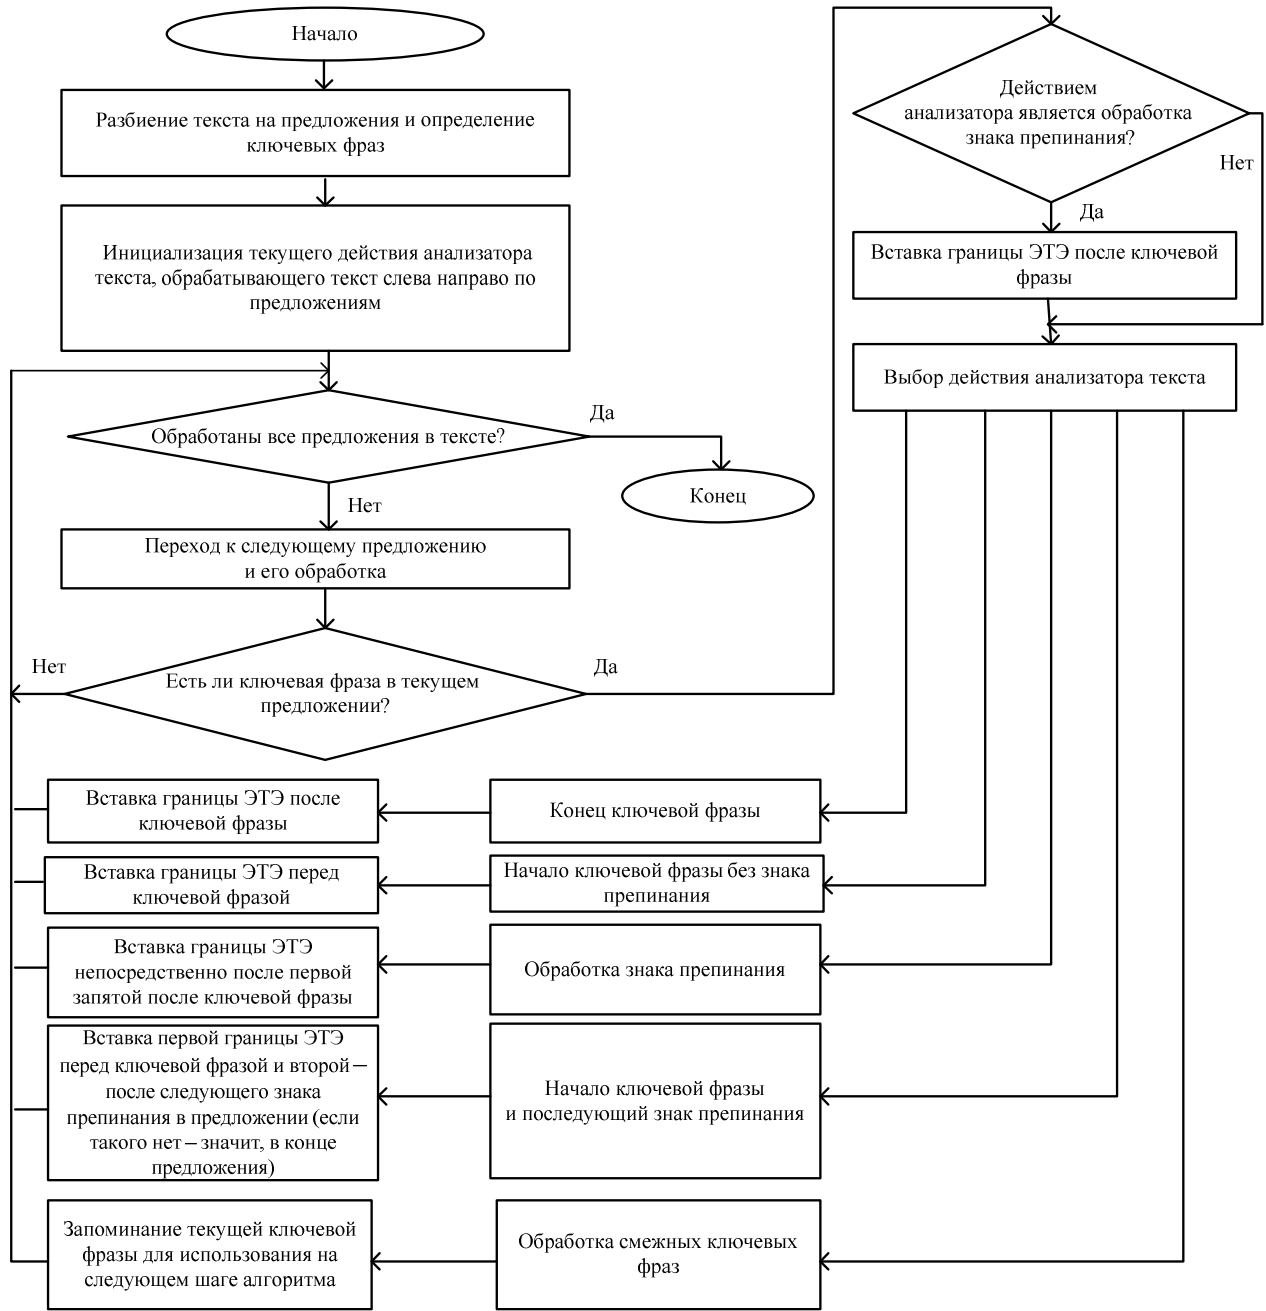 Начало
Разбиение текста на предложения и определение
ключевых фраз
Инициализация текущего действия анализатора
текста, обрабатывающего текст слева направо по
предложениям
Обработаны все предложения в тексте?
Да
Конец
Нет
Переход к следующему предложению
и его обработка
Есть ли ключевая фраза в текущем
предложении?
Нет
Да
Действием
анализатора является обработка
знака препинания?
Нет
Да
Вставка границы ЭТЭ после ключевой
фразы
Выбор действия анализатора текста
Вставка границы ЭТЭ после
ключевой фразы
Конец ключевой фразы
Вставка границы ЭТЭ перед
ключевой фразой
Начало ключевой фразы без знака
препинания
Вставка границы ЭТЭ
непосредственно после первой
запятой после ключевой фразы
Обработка знака препинания
Вставка первой границы ЭТЭ
перед ключевой фразой и второй –
после следующего знака
препинания в предложении (если
такого нет – значит, в конце
предложения)
Начало ключевой фразы
и последующий знак препинания
Запоминание текущей ключевой
фразы для использования на
следующем шаге алгоритма
Обработка смежных ключевых
фраз